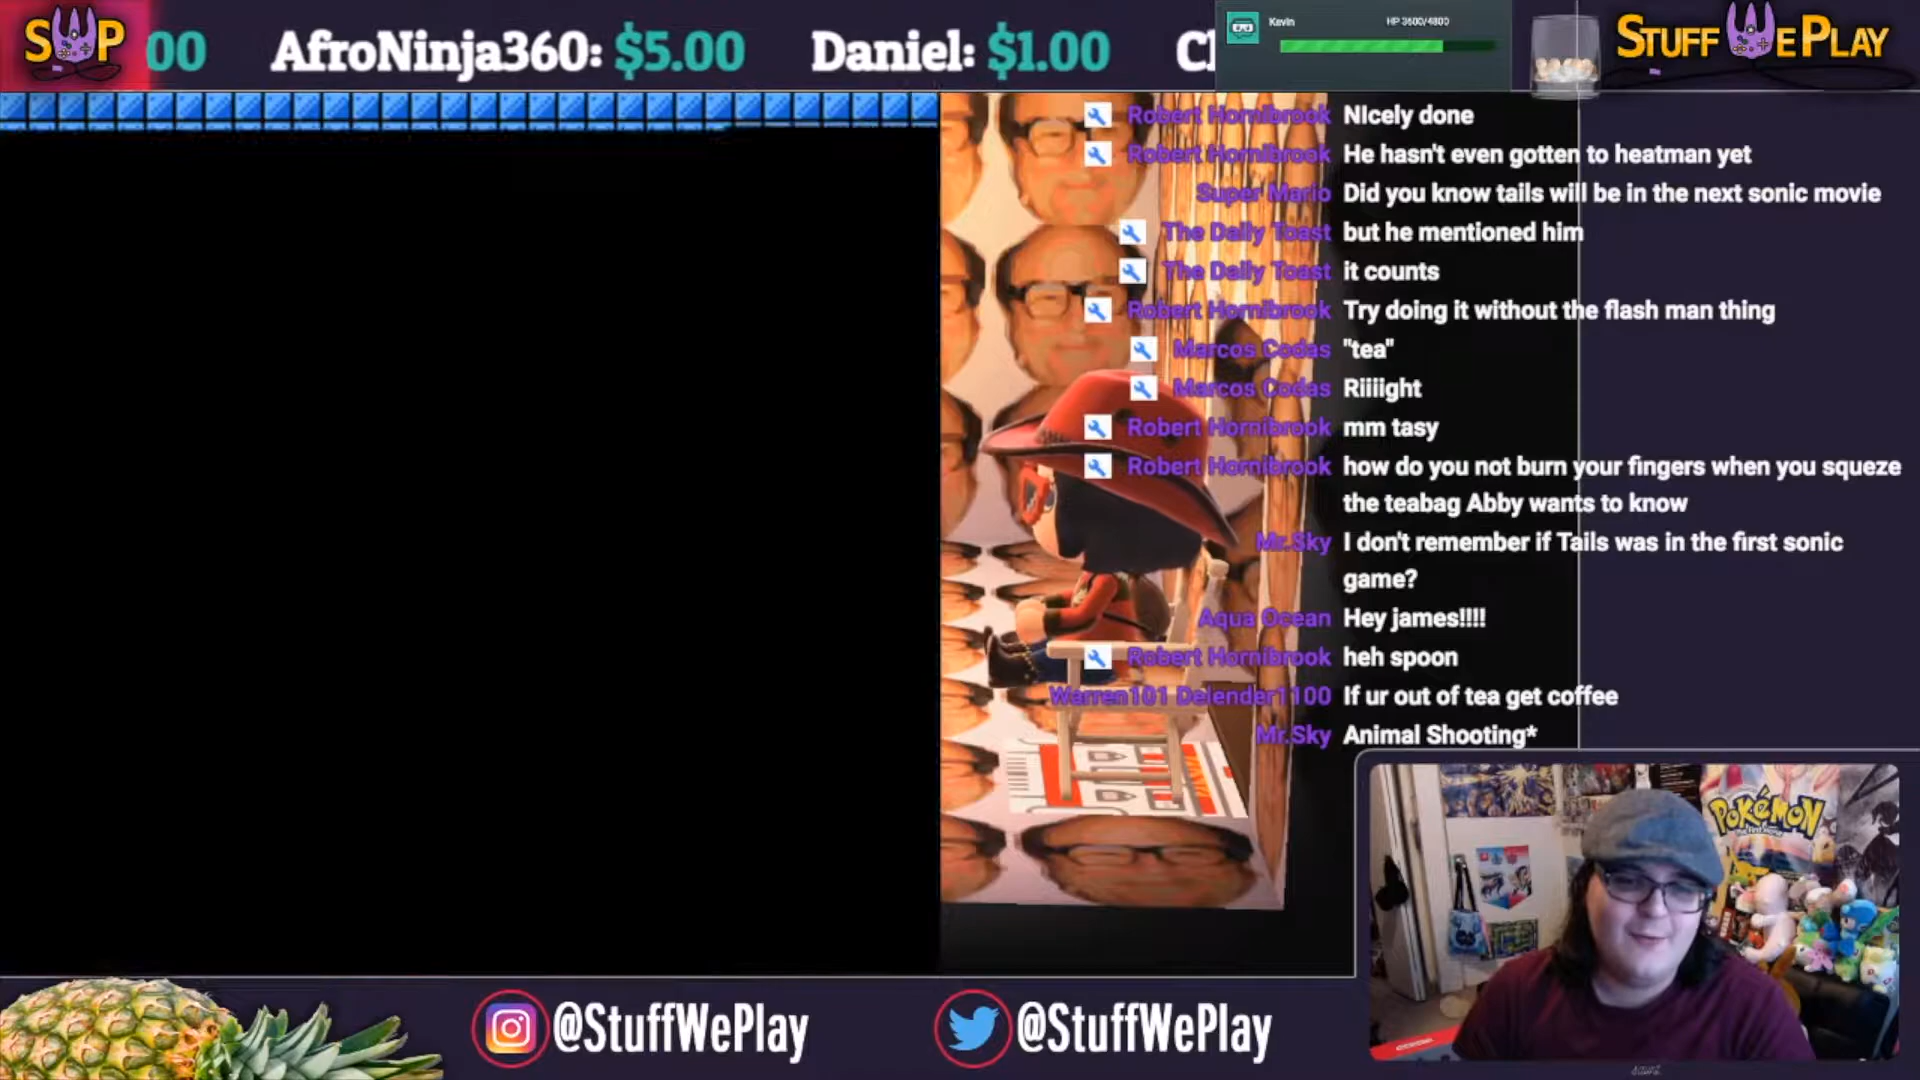 SUP
00 AfroNinja360: $5.00 Daniel: $1.00 Cl
Kevin HP 3600/4800
STUFF WE PLAY
Robert Hornibrook NIcely done
Robert Hornibrook He hasn't even gotten to heatman yet
Super Mario Did you know tails will be in the next sonic movie
The Daily Toast but he mentioned him
The Daily Toast it counts
Robert Hornibrook Try doing it without the flash man thing
Marcos Codas "tea"
Marcos Codas Riiiight
Robert Hornibrook mm tasy
Robert Hornibrook how do you not burn your fingers when you squeze
the teabag Abby wants to know
Mr.Sky I don't remember if Tails was in the first sonic
game?
Aqua Ocean Hey james!!!!
Robert Hornibrook heh spoon
Warren101 Delender1100 If ur out of tea get coffee
Mr.Sky Animal Shooting*
POKéMON
@StuffWePlay @StuffWePlay